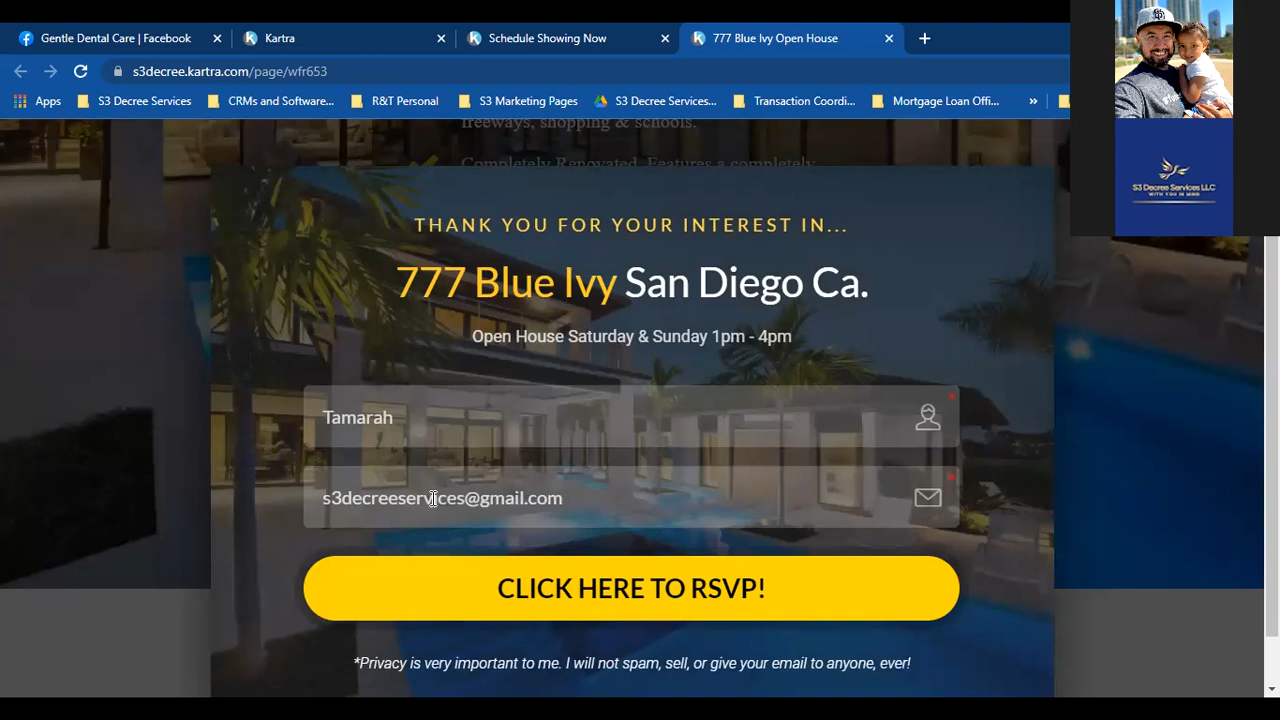 Gentle Dental Care | Facebook
Kartra
Schedule Showing Now
777 Blue Ivy Open House
s3decree.kartra.com/page/wfr653
Apps
S3 Decree Services
CRMs and Software...
R&T Personal
S3 Marketing Pages
S3 Decree Services...
Transaction Coordi...
Mortgage Loan Offi...
»
freeways, shopping & schools.
Completely Renovated. Features a completely
THANK YOU FOR YOUR INTEREST IN...
777 Blue Ivy San Diego Ca.
Open House Saturday & Sunday 1pm - 4pm
Tamarah
s3decreeservices@gmail.com
CLICK HERE TO RSVP!
*Privacy is very important to me. I will not spam, sell, or give your email to anyone, ever!
S3 Decree Services LLC